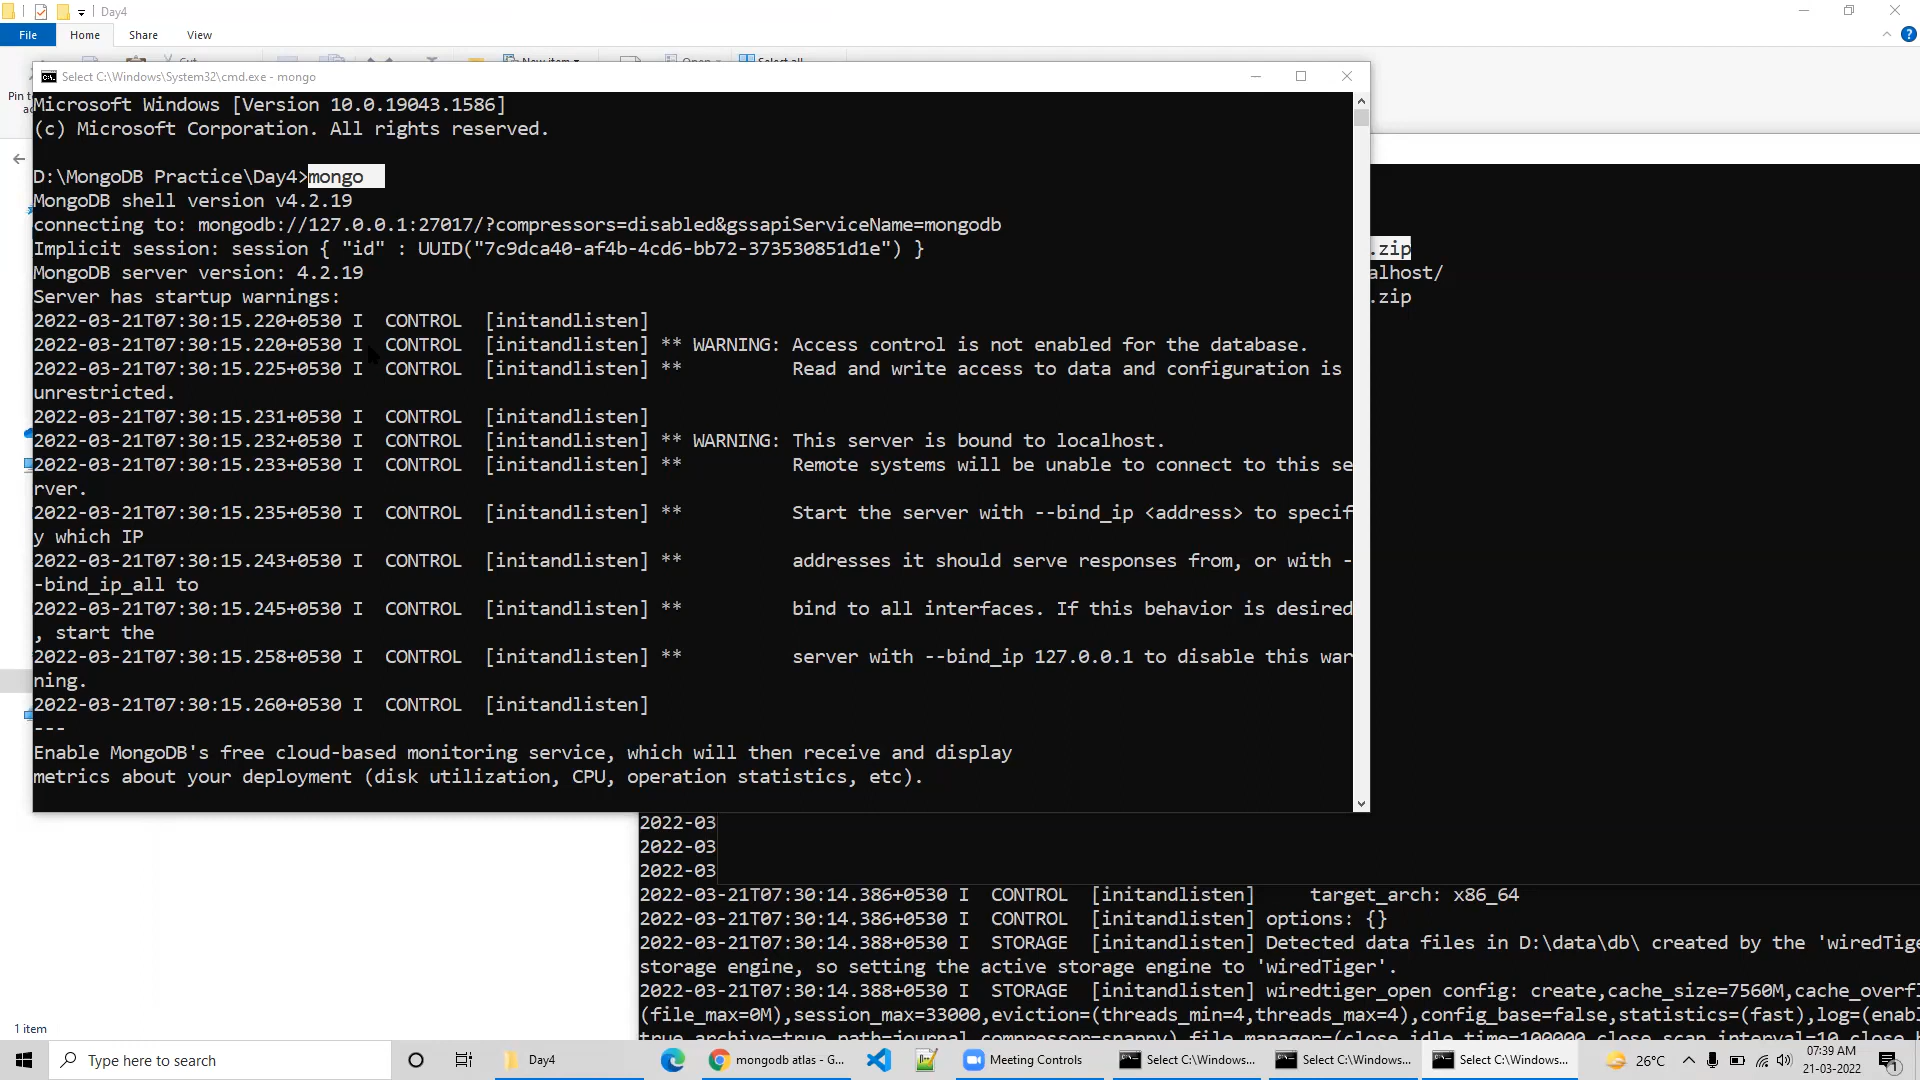 Day4
File Home Share View
Select C:\Windows\System32\cmd.exe - mongo
Microsoft Windows [Version 10.0.19043.1586]
(c) Microsoft Corporation. All rights reserved.
D:\MongoDB Practice\Day4>mongo
MongoDB shell version v4.2.19
connecting to: mongodb://127.0.0.1:27017/?compressors=disabled&gssapiServiceName=mongodb
Implicit session: session { "id" : UUID("7c9dca40-af4b-4cd6-bb72-373530851d1e") }
MongoDB server version: 4.2.19
Server has startup warnings:
2022-03-21T07:30:15.220+0530 I  CONTROL  [initandlisten]
2022-03-21T07:30:15.220+0530 I  CONTROL  [initandlisten] ** WARNING: Access control is not enabled for the database.
2022-03-21T07:30:15.225+0530 I  CONTROL  [initandlisten] **          Read and write access to data and configuration is
unrestricted.
2022-03-21T07:30:15.231+0530 I  CONTROL  [initandlisten]
2022-03-21T07:30:15.232+0530 I  CONTROL  [initandlisten] ** WARNING: This server is bound to localhost.
2022-03-21T07:30:15.233+0530 I  CONTROL  [initandlisten] **          Remote systems will be unable to connect to this se
rver.
2022-03-21T07:30:15.235+0530 I  CONTROL  [initandlisten] **          Start the server with --bind_ip <address> to specif
y which IP
2022-03-21T07:30:15.243+0530 I  CONTROL  [initandlisten] **          addresses it should serve responses from, or with -
-bind_ip_all to
2022-03-21T07:30:15.245+0530 I  CONTROL  [initandlisten] **          bind to all interfaces. If this behavior is desired
, start the
2022-03-21T07:30:15.258+0530 I  CONTROL  [initandlisten] **          server with --bind_ip 127.0.0.1 to disable this war
ning.
2022-03-21T07:30:15.260+0530 I  CONTROL  [initandlisten]
---
Enable MongoDB's free cloud-based monitoring service, which will then receive and display
metrics about your deployment (disk utilization, CPU, operation statistics, etc).
.zip
alhost/
.zip
2022-03
2022-03
2022-03
2022-03-21T07:30:14.386+0530 I  CONTROL  [initandlisten]     target_arch: x86_64
2022-03-21T07:30:14.386+0530 I  CONTROL  [initandlisten] options: {}
2022-03-21T07:30:14.388+0530 I  STORAGE  [initandlisten] Detected data files in D:\data\db\ created by the 'wiredTige
storage engine, so setting the active storage engine to 'wiredTiger'.
2022-03-21T07:30:14.388+0530 I  STORAGE  [initandlisten] wiredtiger_open config: create,cache_size=7560M,cache_overfl
(file_max=0M),session_max=33000,eviction=(threads_min=4,threads_max=4),config_base=false,statistics=(fast),log=(enabl
1 item
Type here to search
Day4
mongodb atlas - G...
Meeting Controls
Select C:\Windows...
Select C:\Windows...
Select C:\Windows...
26°C
07:39 AM
21-03-2022